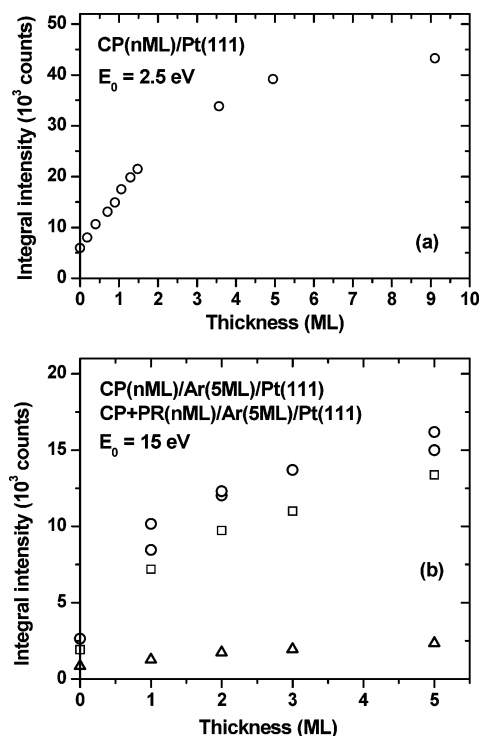 50
40
30
20
10
0
Integral intensity (10³ counts)
CP(nML)/Pt(111)
E₀ = 2.5 eV
(a)
0 1 2 3 4 5 6 7 8 9 10
Thickness (ML)
20
15
10
5
0
Integral intensity (10³ counts)
CP(nML)/Ar(5ML)/Pt(111)
CP+PR(nML)/Ar(5ML)/Pt(111)
E₀ = 15 eV
(b)
0 1 2 3 4 5
Thickness (ML)